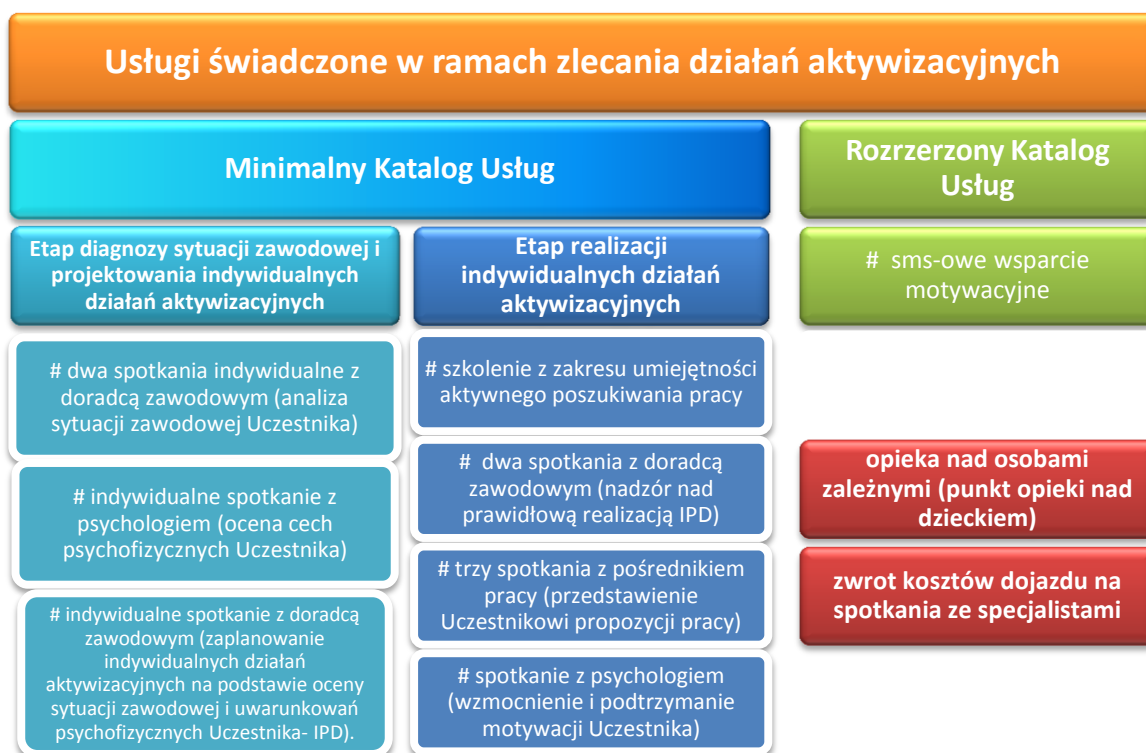 Usługi świadczone w ramach zlecania działań aktywizacyjnych
Minimalny Katalog Usług
Rozrzerzony Katalog
Usług
Etap diagnozy sytuacji zawodowej i
projektowania indywidualnych
działań aktywizacyjnych
# dwa spotkania indywidualne z
doradcą zawodowym (analiza
sytuacji zawodowej Uczestnika)
# indywidualne spotkanie z
psychologiem (ocena cech
psychofizycznych Uczestnika)
# indywidualne spotkanie z doradcą
zawodowym (zaplanowanie
indywidualnych działań
aktywizacyjnych na podstawie oceny
sytuacji zawodowej i uwarunkowań
psychofizycznych Uczestnika- IPD).
Etap realizacji
indywidualnych działań
aktywizacyjnych
# szkolenie z zakresu umiejętności
aktywnego poszukiwania pracy
# dwa spotkania z doradcą
zawodowym (nadzór nad
prawidłową realizacją IPD)
# trzy spotkania z pośrednikiem
pracy (przedstawienie
Uczestnikowi propozycji pracy)
# spotkanie z psychologiem
(wzmocnienie i podtrzymanie
motywacji Uczestnika)
# sms-owe wsparcie
motywacyjne
opieka nad osobami
zależnymi (punkt opieki nad
dzieckiem)
zwrot kosztów dojazdu na
spotkania ze specjalistami